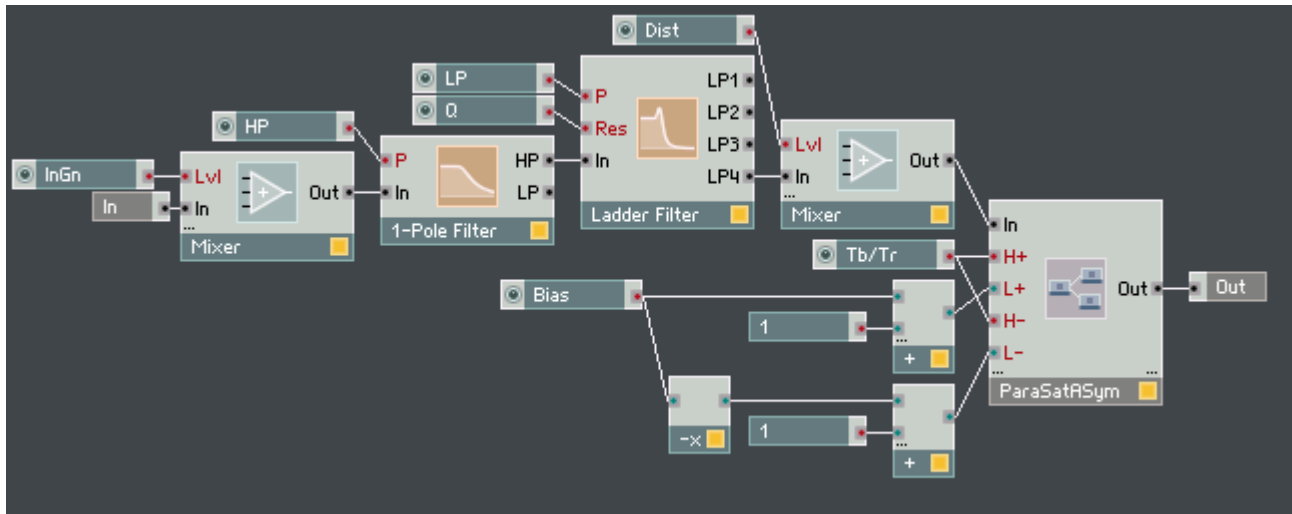 Dist
LP
LP1
P
Q
LP2
Res
HP
LP3
P
HP
In
Lvl
Out
InGn
Lvl
LP4
In
In
In
Out
In
LP
...
...
Ladder Filter
Mixer
1-Pole Filter
Mixer
In
Tb/Tr
H+
Bias
L+
Out
Out
1
H-
...
L-
+
...
...
ParaSatASym
-x
1
...
+